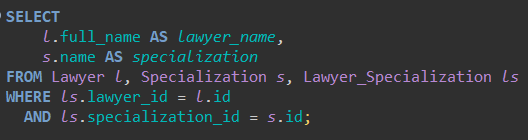 SELECT
    l.full_name AS lawyer_name,
    s.name AS specialization
FROM Lawyer l, Specialization s, Lawyer_Specialization ls
WHERE ls.lawyer_id = l.id
  AND ls.specialization_id = s.id;